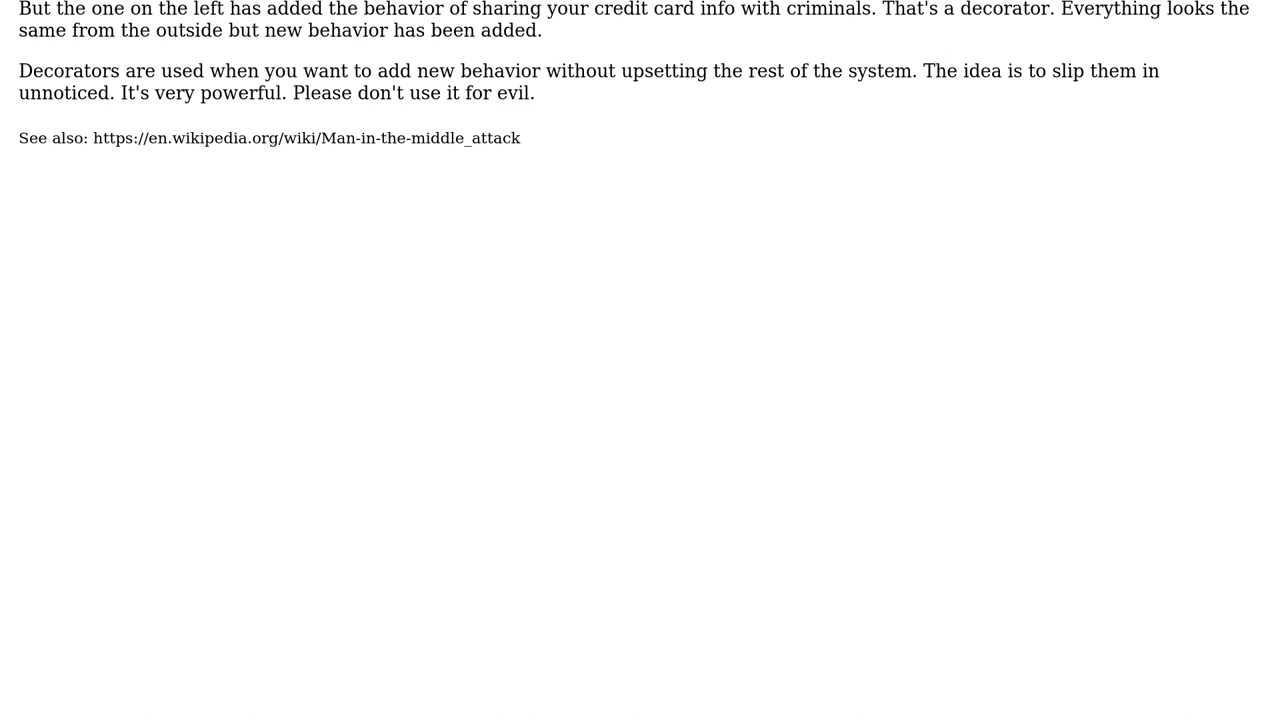 But the one on the left has added the behavior of sharing your credit card info with criminals. That's a decorator. Everything looks the
same from the outside but new behavior has been added.
Decorators are used when you want to add new behavior without upsetting the rest of the system. The idea is to slip them in
unnoticed. It's very powerful. Please don't use it for evil.
See also: https://en.wikipedia.org/wiki/Man-in-the-middle_attack